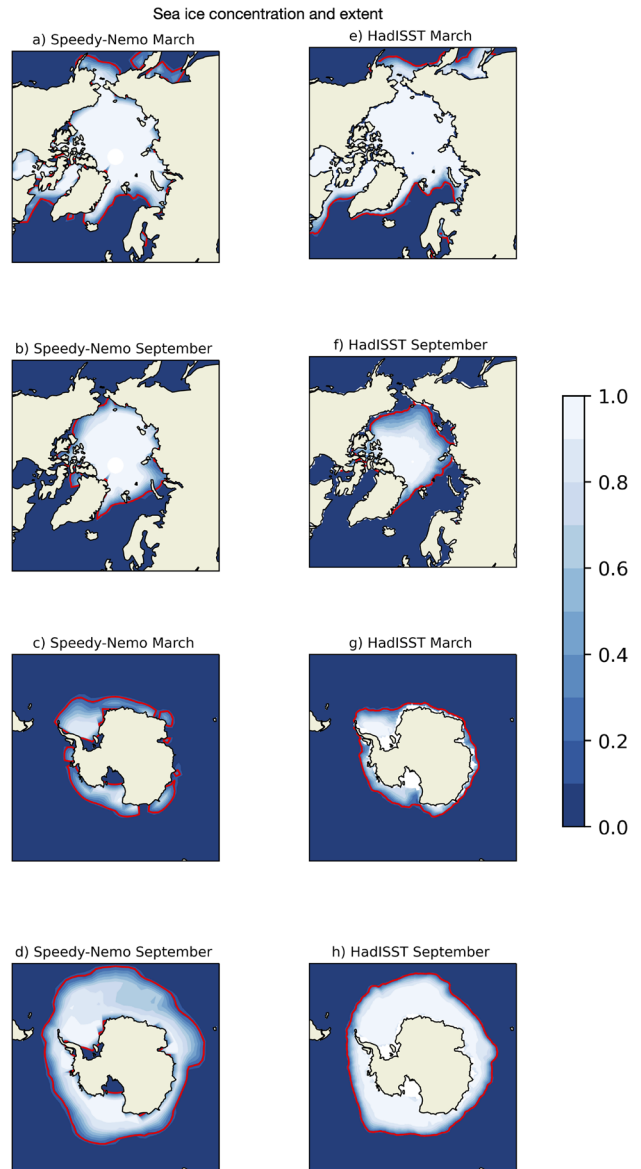 Sea ice concentration and extent
a) Speedy-Nemo March
e) HadISST March
b) Speedy-Nemo September
f) HadISST September
1.0
0.8
0.6
0.4
0.2
0.0
c) Speedy-Nemo March
g) HadISST March
d) Speedy-Nemo September
h) HadISST September